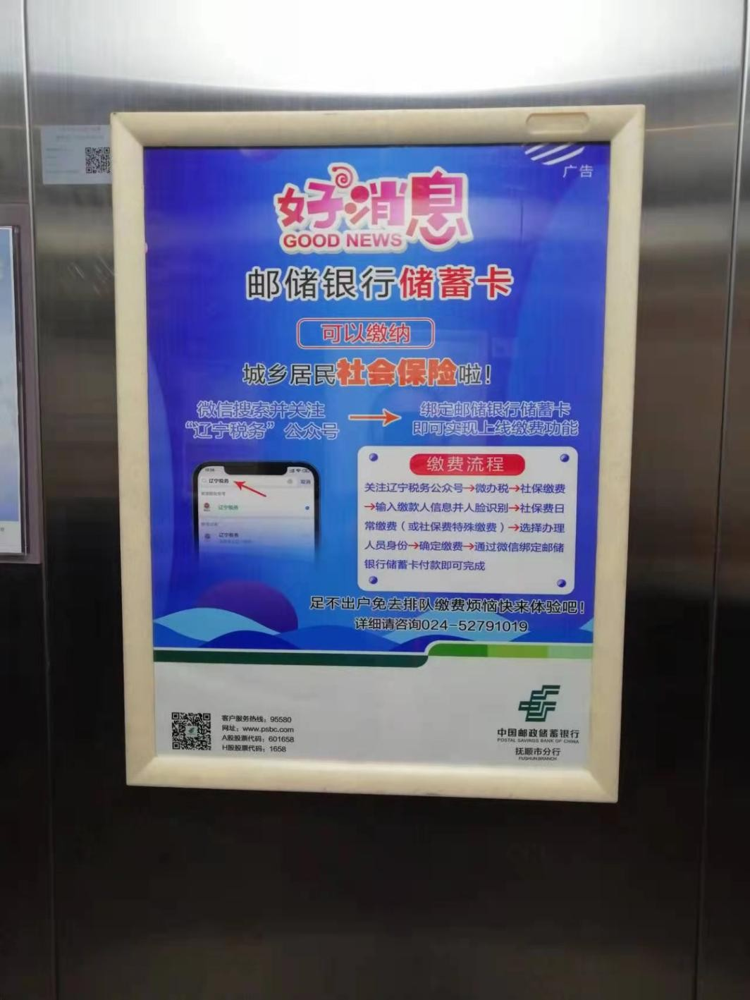 广告
好消息
GOOD NEWS
邮储银行储蓄卡
可以缴纳
城乡居民社会保险啦！
微信搜索并关注
“辽宁税务”公众号
绑定邮储银行储蓄卡
即可实现上线缴费功能
辽宁税务
取消
辽宁税务
辽宁税务
缴费流程
关注辽宁税务公众号→微办税→社保缴费
→输入缴款人信息并人脸识别→社保费日
常缴费（或社保费特殊缴费）→选择办理
人员身份→确定缴费→通过微信绑定邮储
银行储蓄卡付款即可完成
足不出户免去排队缴费烦恼快来体验吧！
详细请咨询024-52791019
客户服务热线：95580
网址：www.psbc.com
A股股票代码：601658
H股股票代码：1658
中国邮政储蓄银行
POSTAL SAVINGS BANK OF CHINA
抚顺市分行
FUSHUN BRANCH